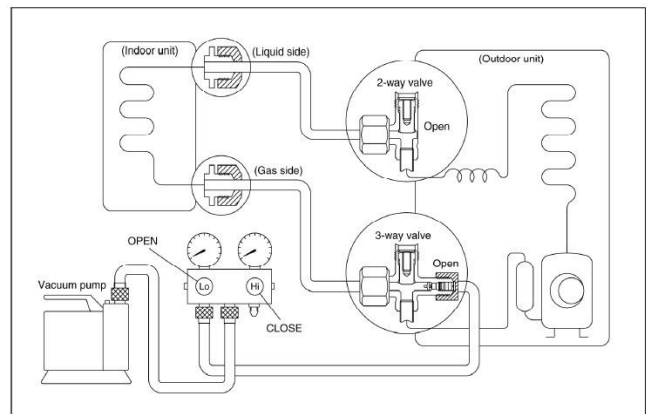 (Indoor unit)
(Liquid side)
(Outdoor unit)
2-way valve
Open
(Gas side)
3-way valve
Open
OPEN
Vacuum pump
Lo
Hi
CLOSE